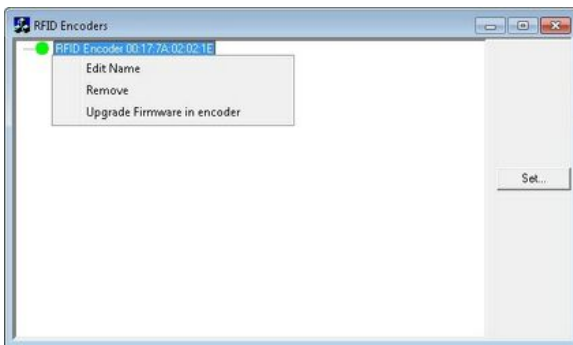 RFID Encoders
RFID Encoder 00:17:7A:02:02:1E
Edit Name
Remove
Upgrade Firmware in encoder
Set...